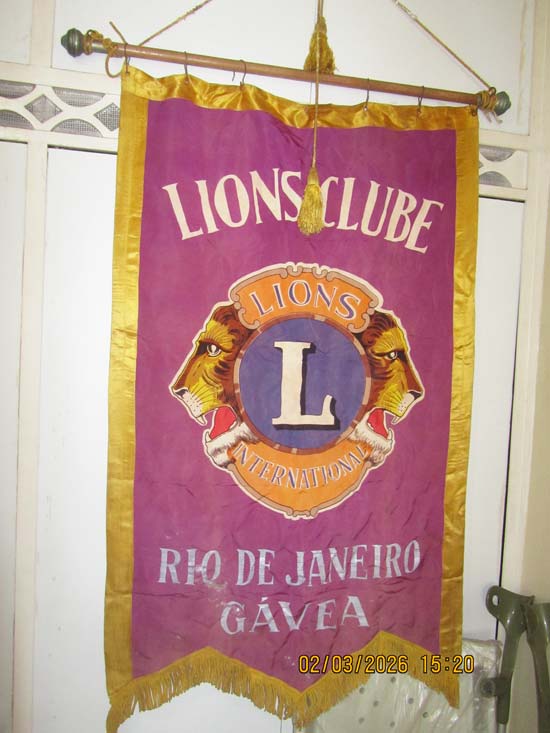 LIONS CLUBE
LIONS
L
INTERNATIONAL
RIO DE JANEIRO
GÁVEA
02/03/2026 15:20